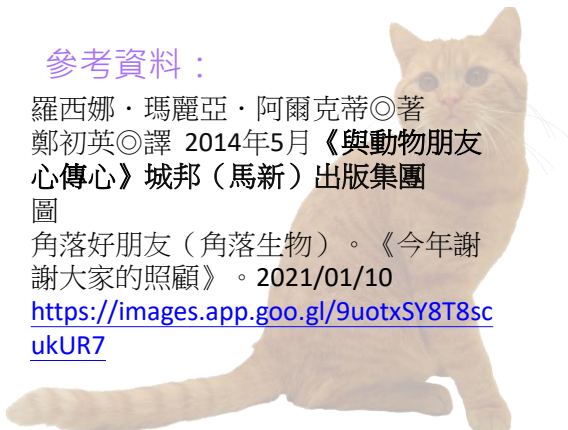 參考資料：
羅西娜．瑪麗亞．阿爾克蒂◎著
鄭初英◎譯 2014年5月《與動物朋友
心傳心》城邦（馬新）出版集團
圖
角落好朋友（角落生物）。《今年謝
謝大家的照顧》。2021/01/10
https://images.app.goo.gl/9uotxSY8T8sc
ukUR7